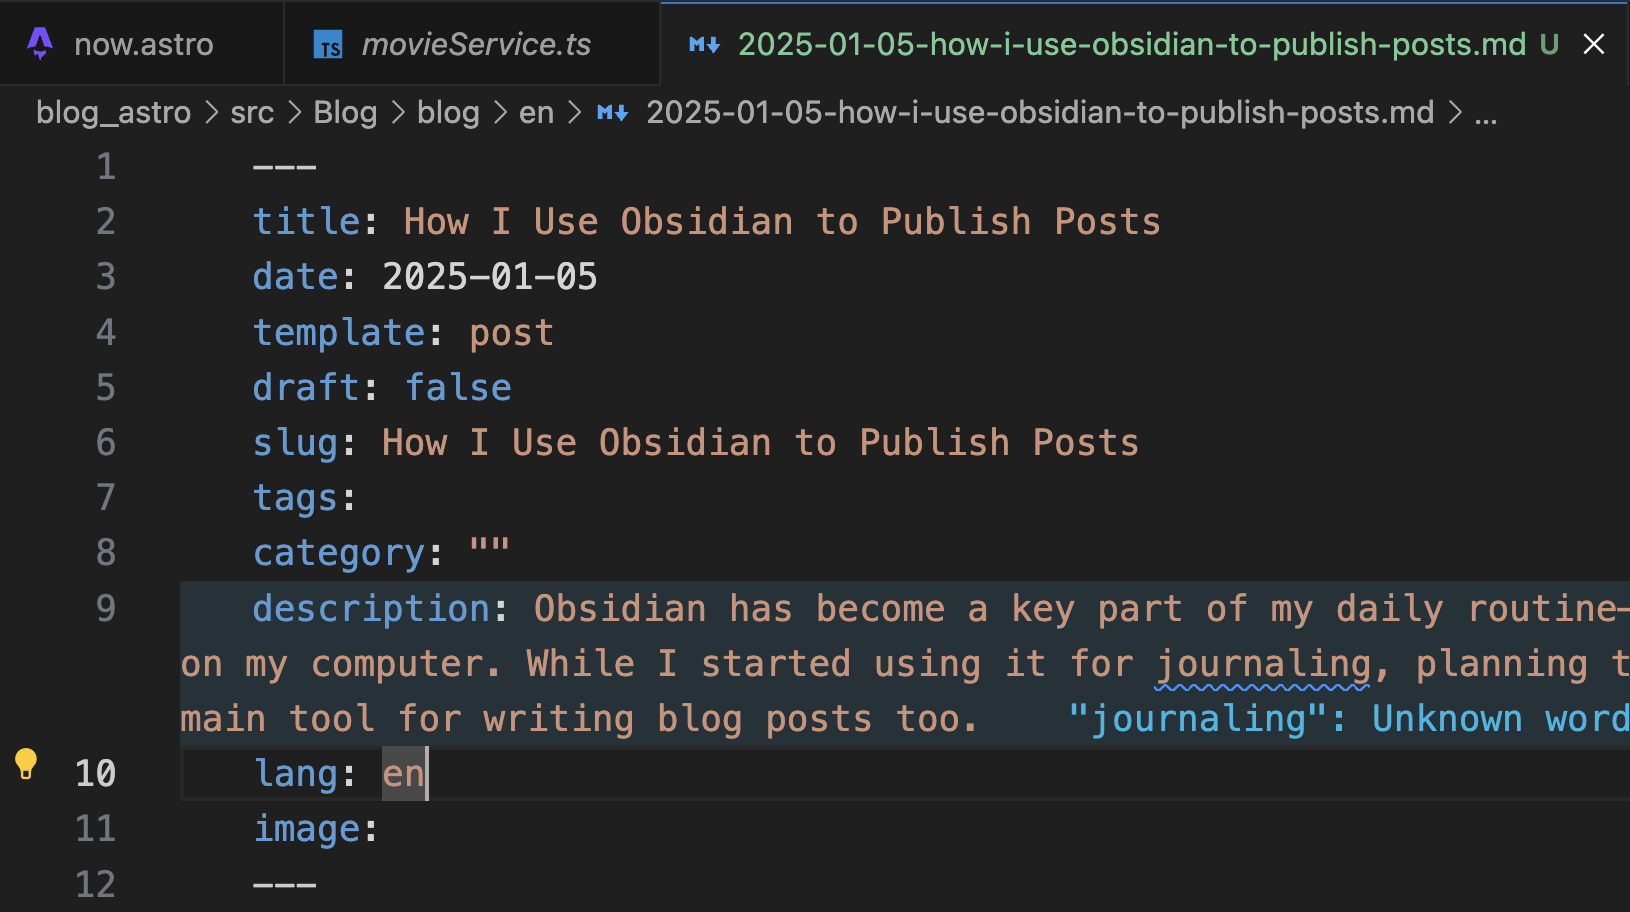 now.astro
TS movieService.ts
M 2025-01-05-how-i-use-obsidian-to-publish-posts.md U
blog_astro > src > Blog > blog > en > M 2025-01-05-how-i-use-obsidian-to-publish-posts.md > ...
1 ---
2 title: How I Use Obsidian to Publish Posts
3 date: 2025-01-05
4 template: post
5 draft: false
6 slug: How I Use Obsidian to Publish Posts
7 tags:
8 category: ""
9 description: Obsidian has become a key part of my daily routine—
on my computer. While I started using it for journaling, planning t
main tool for writing blog posts too. "journaling": Unknown word
10 lang: en
11 image:
12 ---